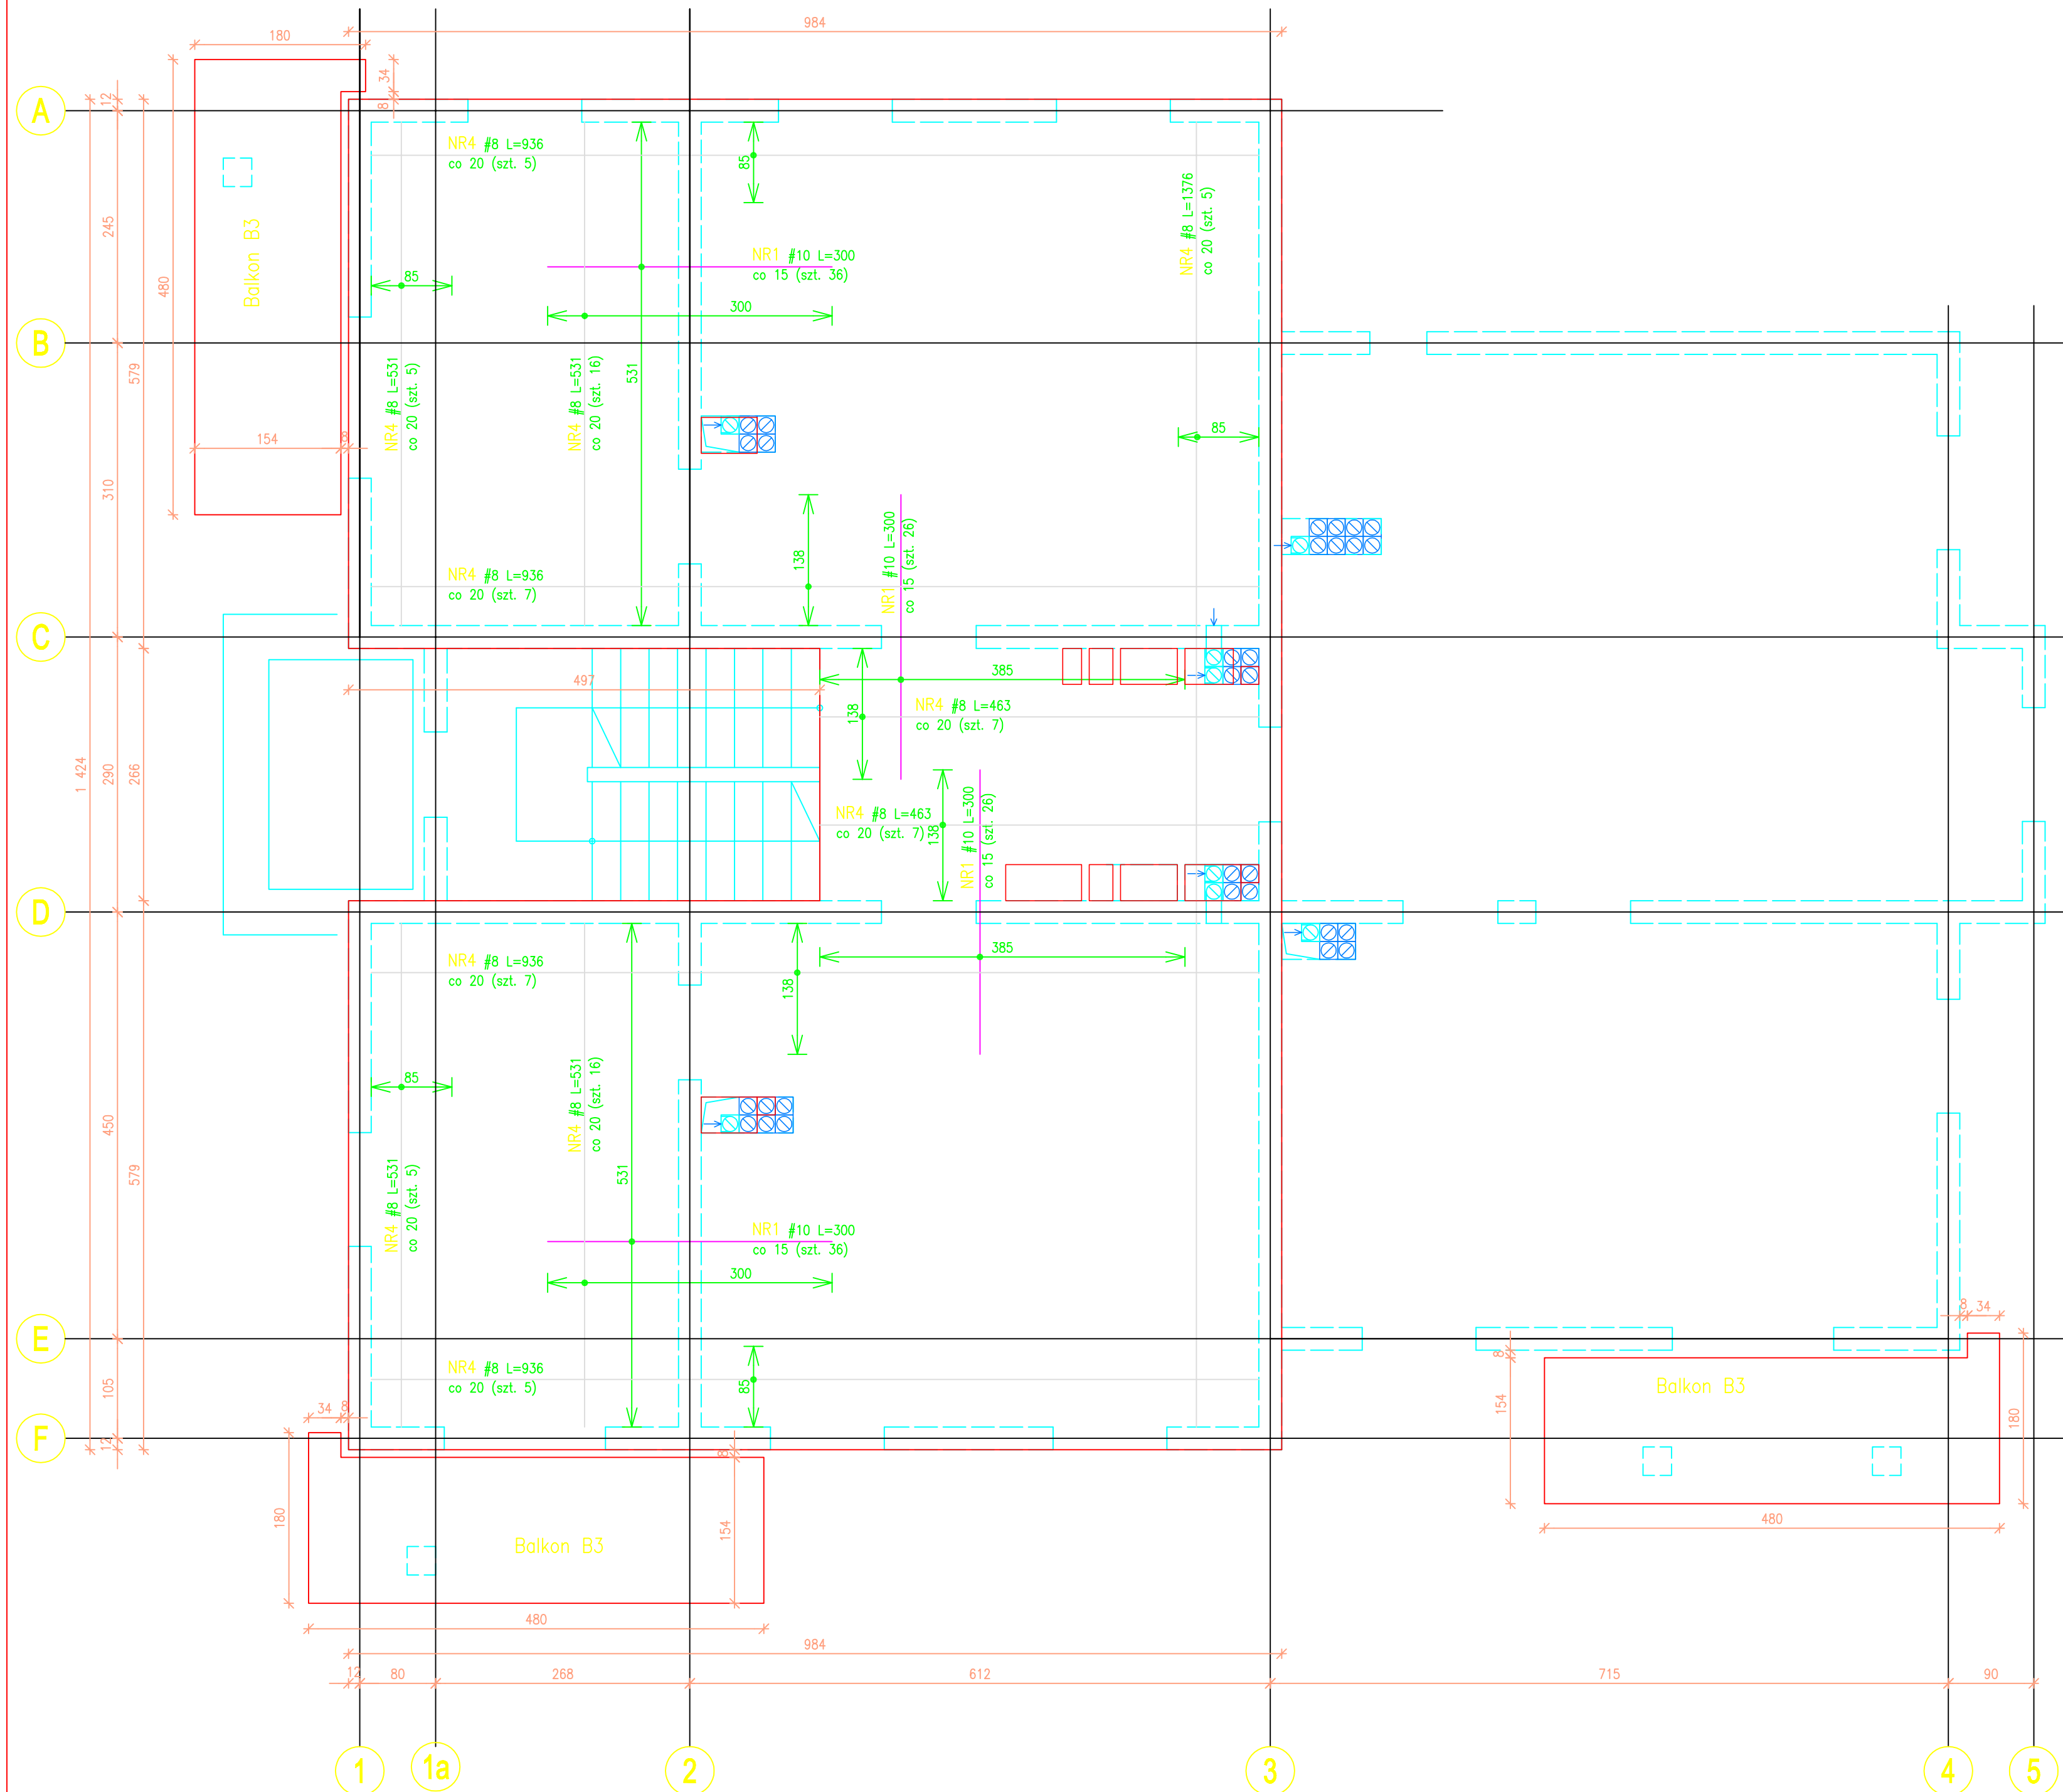 984
180
34
12
A
8
NR4 #8 L=936
co 20 (szt. 5)
85
NR4 #8 L=1376
co 20 (szt. 5)
245
Balkon B3
480
NR1 #10 L=300
co 15 (szt. 36)
85
300
B
579
NR4 #8 L=531
co 20 (szt. 5)
NR4 #8 L=531
co 20 (szt. 16)
531
154
8
85
310
138
NR1 #10 L=300
co 15 (szt. 26)
NR4 #8 L=936
co 20 (szt. 7)
C
497
385
138
NR4 #8 L=463
co 20 (szt. 7)
1 424
290
266
NR4 #8 L=463
co 20 (szt. 7)
138
NR1 #10 L=300
co 15 (szt. 26)
D
NR4 #8 L=936
co 20 (szt. 7)
138
385
85
NR4 #8 L=531
co 20 (szt. 16)
450
579
NR4 #8 L=531
co 20 (szt. 5)
531
NR1 #10 L=300
co 15 (szt. 36)
300
8
34
E
NR4 #8 L=936
co 20 (szt. 5)
85
105
8
154
Balkon B3
180
34
8
F
12
8
180
154
Balkon B3
480
480
984
12
80
268
612
715
90
1
1a
2
3
4
5